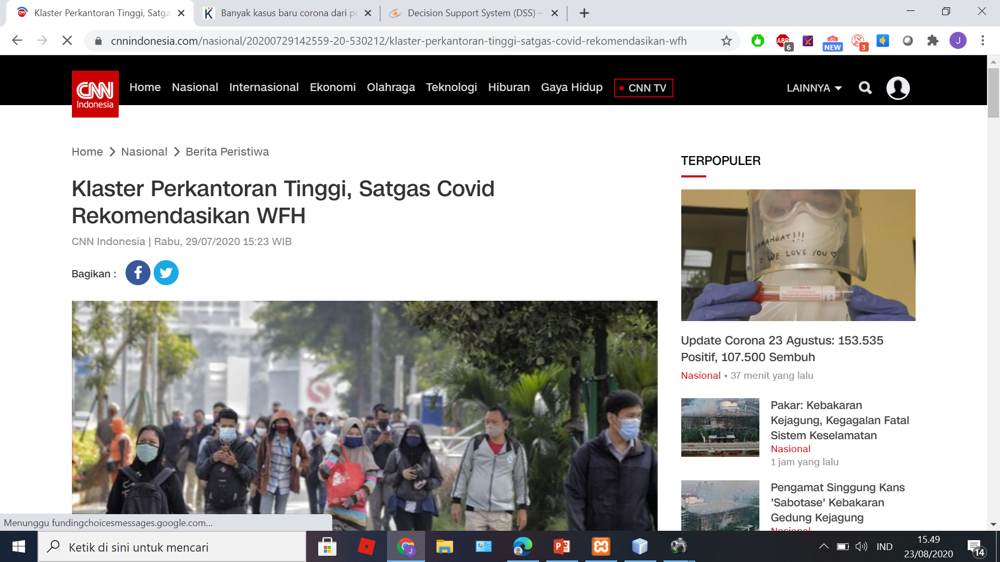 Klaster Perkantoran Tinggi, Satga
Banyak kasus baru corona dari pe
Decision Support System (DSS) –
cnnindonesia.com/nasional/20200729142559-20-530212/klaster-perkantoran-tinggi-satgas-covid-rekomendasikan-wfh
ABP
6
NEW
3
J
CNN
Indonesia
Home
Nasional
Internasional
Ekonomi
Olahraga
Teknologi
Hiburan
Gaya Hidup
CNN TV
LAINNYA
Home
Nasional
Berita Peristiwa
Klaster Perkantoran Tinggi, Satgas Covid
Rekomendasikan WFH
CNN Indonesia | Rabu, 29/07/2020 15:23 WIB
Bagikan :
TERPOPULER
SEMANGAT!!!
WE LOVE YOU
Update Corona 23 Agustus: 153.535
Positif, 107.500 Sembuh
Nasional • 37 menit yang lalu
Pakar: Kebakaran
Kejagung, Kegagalan Fatal
Sistem Keselamatan
Nasional
1 jam yang lalu
Pengamat Singgung Kans
'Sabotase' Kebakaran
Gedung Kejagung
Nasional
Menunggu fundingchoicesmessages.google.com...
Ketik di sini untuk mencari
J
IND
15.49
23/08/2020
14